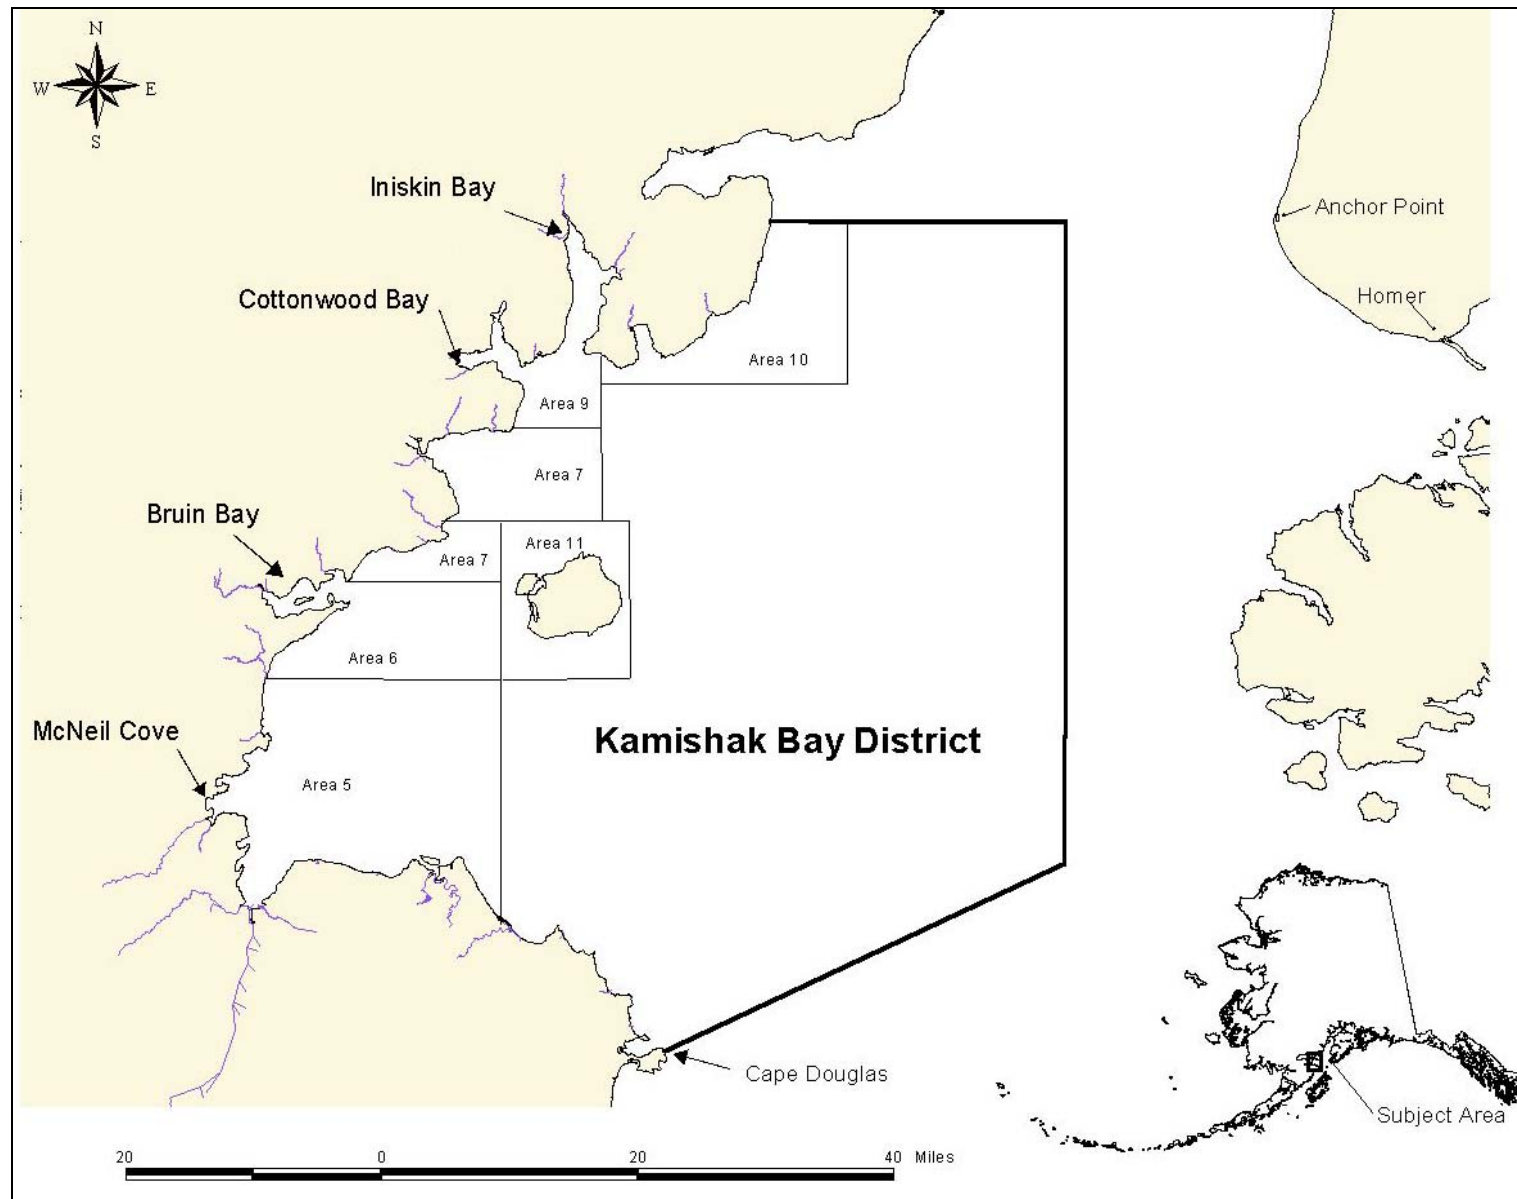 N
W E
S
Iniskin Bay
Anchor Point
Cottonwood Bay
Homer
Area 10
Area 9
Area 7
Bruin Bay
Area 11
Area 7
Area 6
McNeil Cove
Kamishak Bay District
Area 5
Cape Douglas
Subject Area
20 0 20 40 Miles